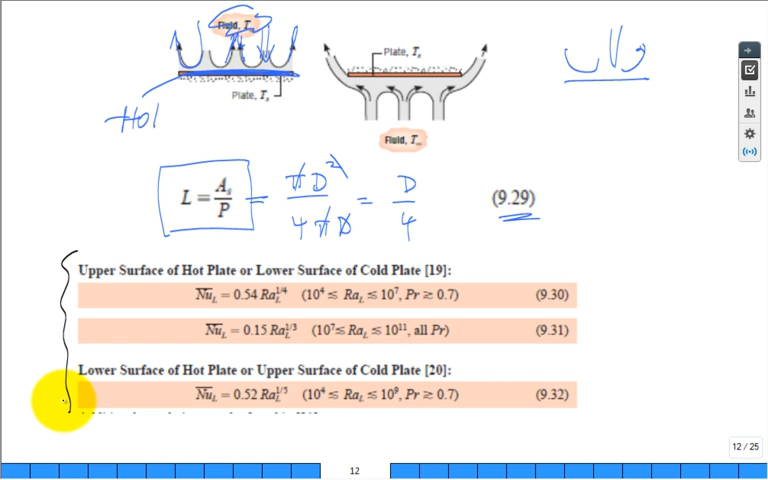 Fluid, T∞
Plate, Ts
Hot
Plate, Ts
Fluid, T∞
L = As/P = πD²/4πD = D/4 (9.29)
Upper Surface of Hot Plate or Lower Surface of Cold Plate [19]:
N̅u̅L = 0.54 RaL^1/4 (10⁴ ≲ RaL ≲ 10⁷, Pr ≳ 0.7) (9.30)
N̅u̅L = 0.15 RaL^1/3 (10⁷ ≲ RaL ≲ 10¹¹, all Pr) (9.31)
Lower Surface of Hot Plate or Upper Surface of Cold Plate [20]:
N̅u̅L = 0.52 RaL^1/5 (10⁴ ≲ RaL ≲ 10⁹, Pr ≳ 0.7) (9.32)
12 / 25
12